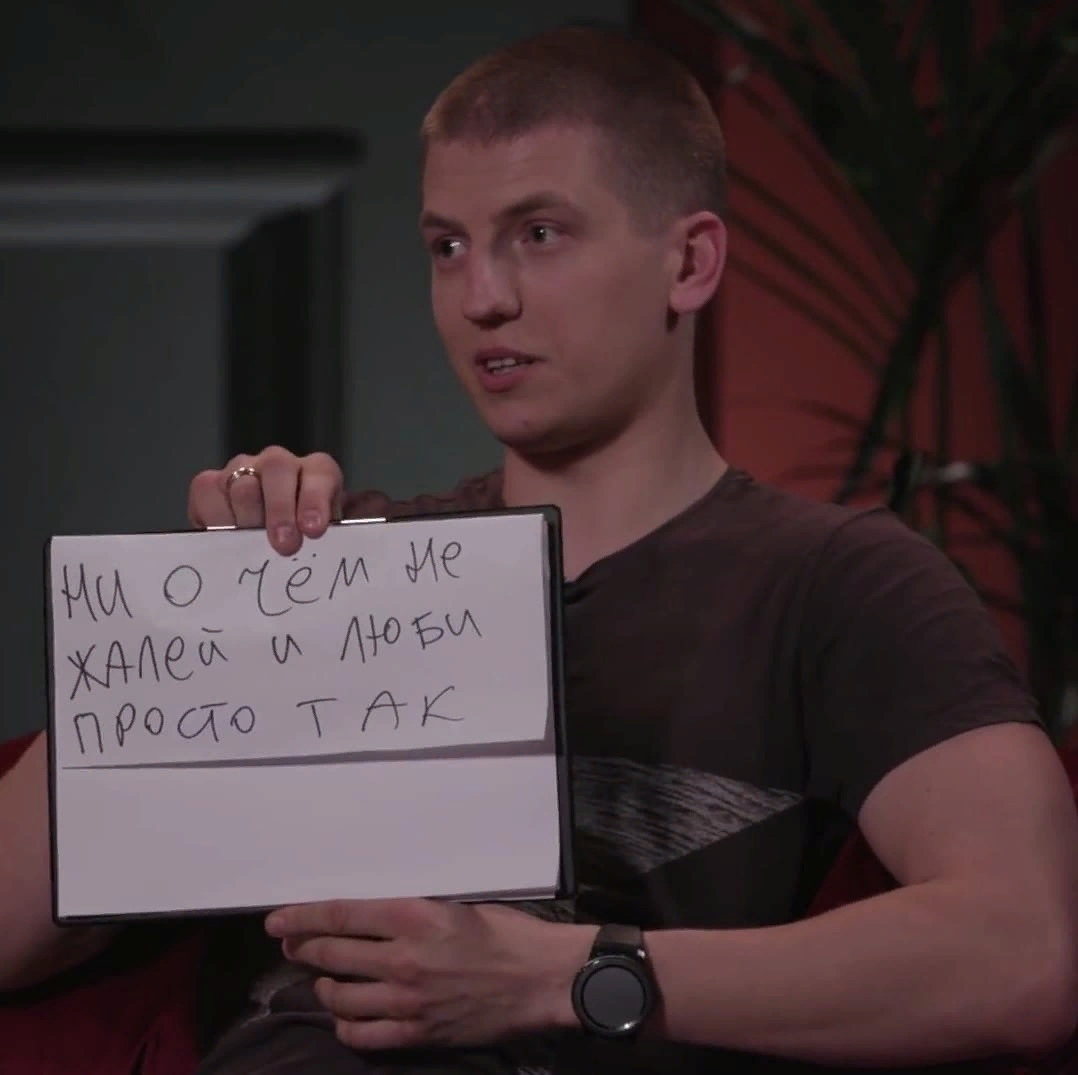 Ни о чём не
жалей и люби
просто так